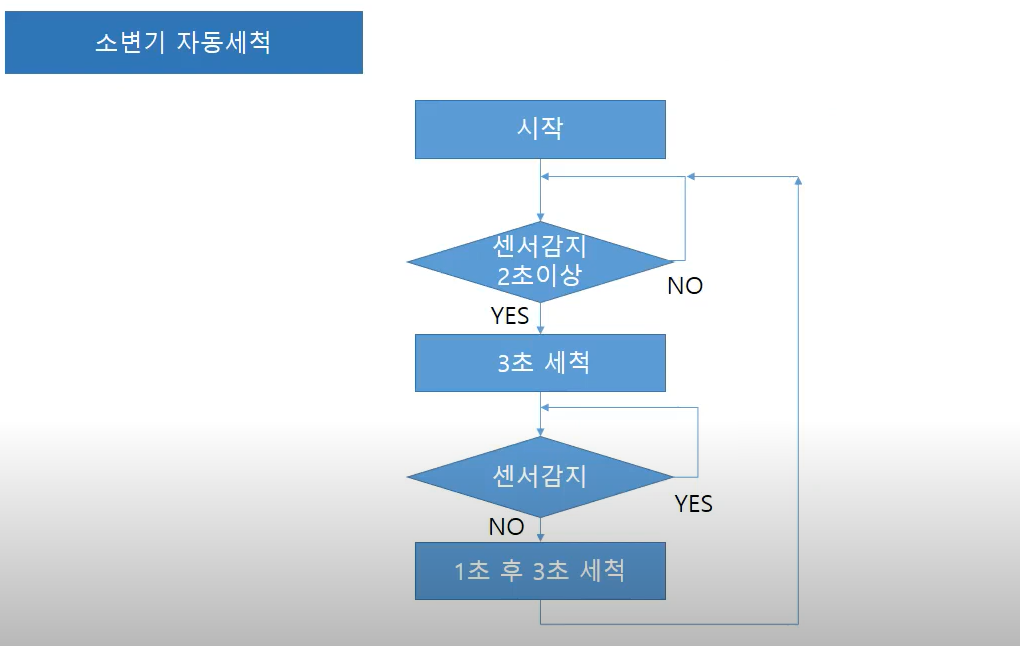 소변기 자동세척
시작
센서감지
2초이상
NO
YES
3초 세척
센서감지
YES
NO
1초 후 3초 세척